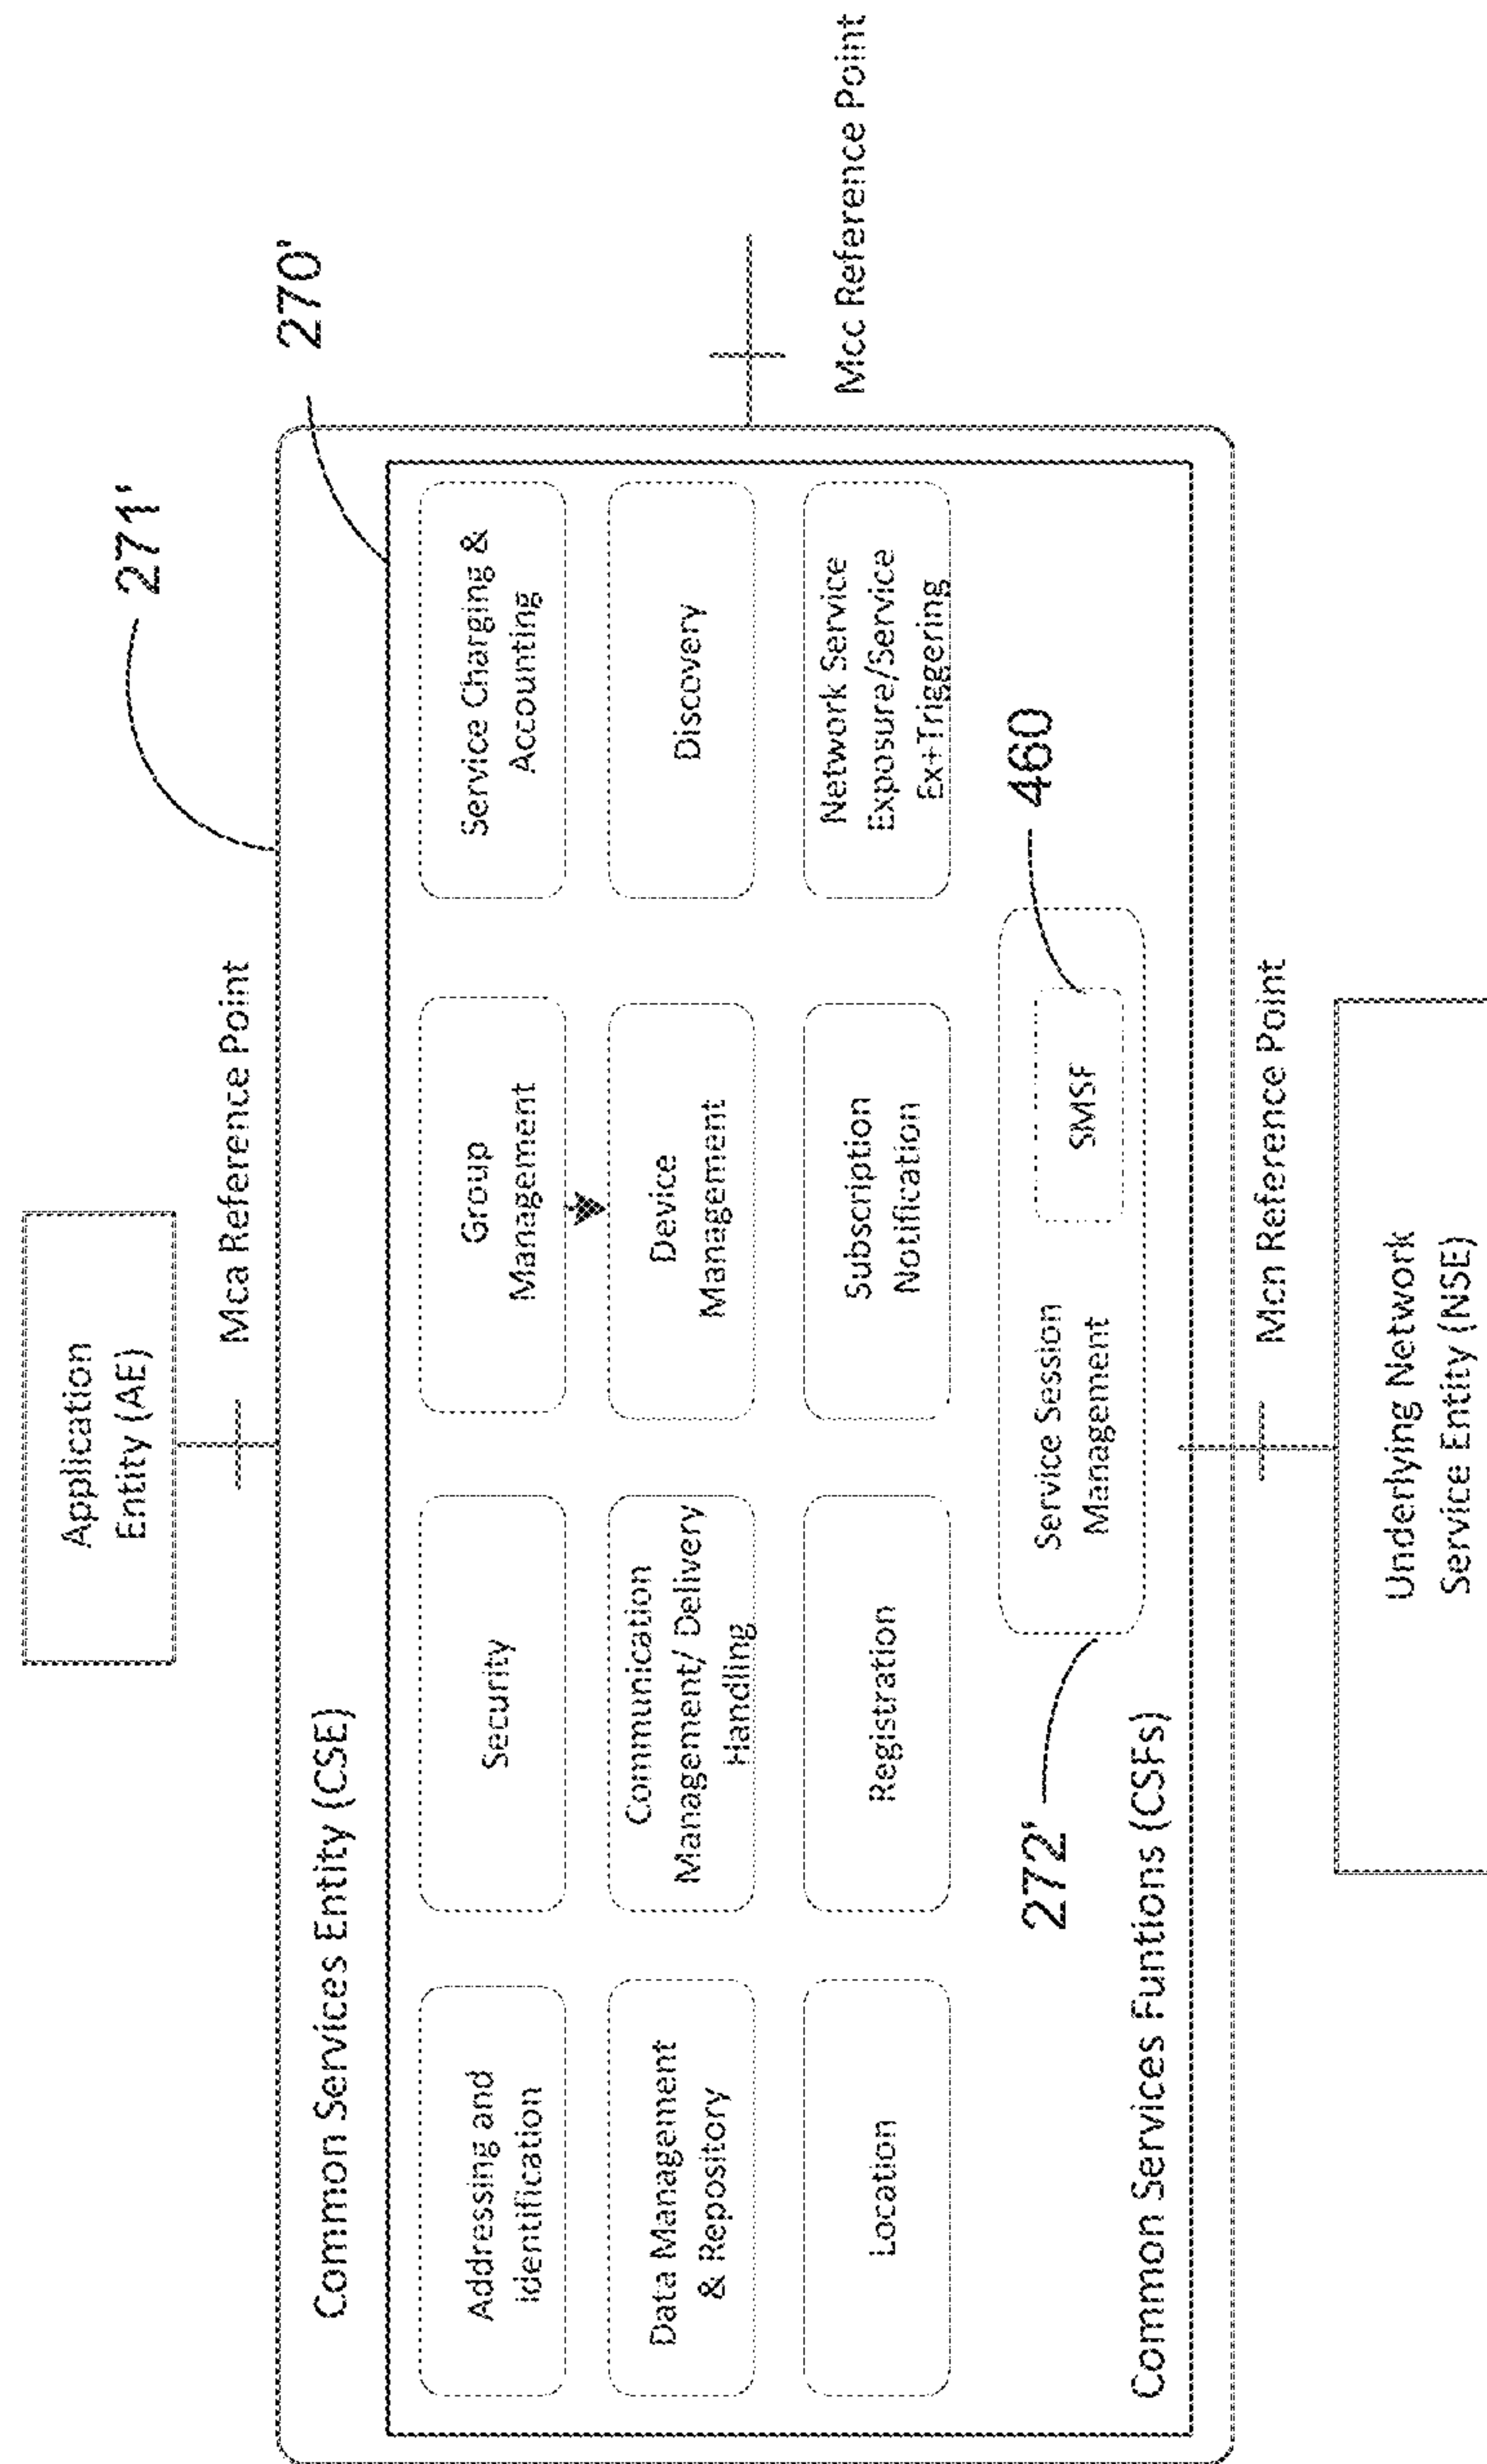 Application
Entity (AE)
Mca Reference Point
271'
270'
Common Services Entity (CSE)
Addressing and
Identification
Security
Group
Management
Service Charging &
Accounting
Data Management
& Repository
Communication
Management/ Delivery
Handling
Device
Management
Discovery
Location
Registration
Subscription
Notification
Network Service
Exposure/Service
Ex+Triggering
Mcc Reference Point
272'
Service Session
Management
SMSF
460
Common Services Funtions (CSFs)
Mcn Reference Point
Underlying Network
Service Entity (NSE)